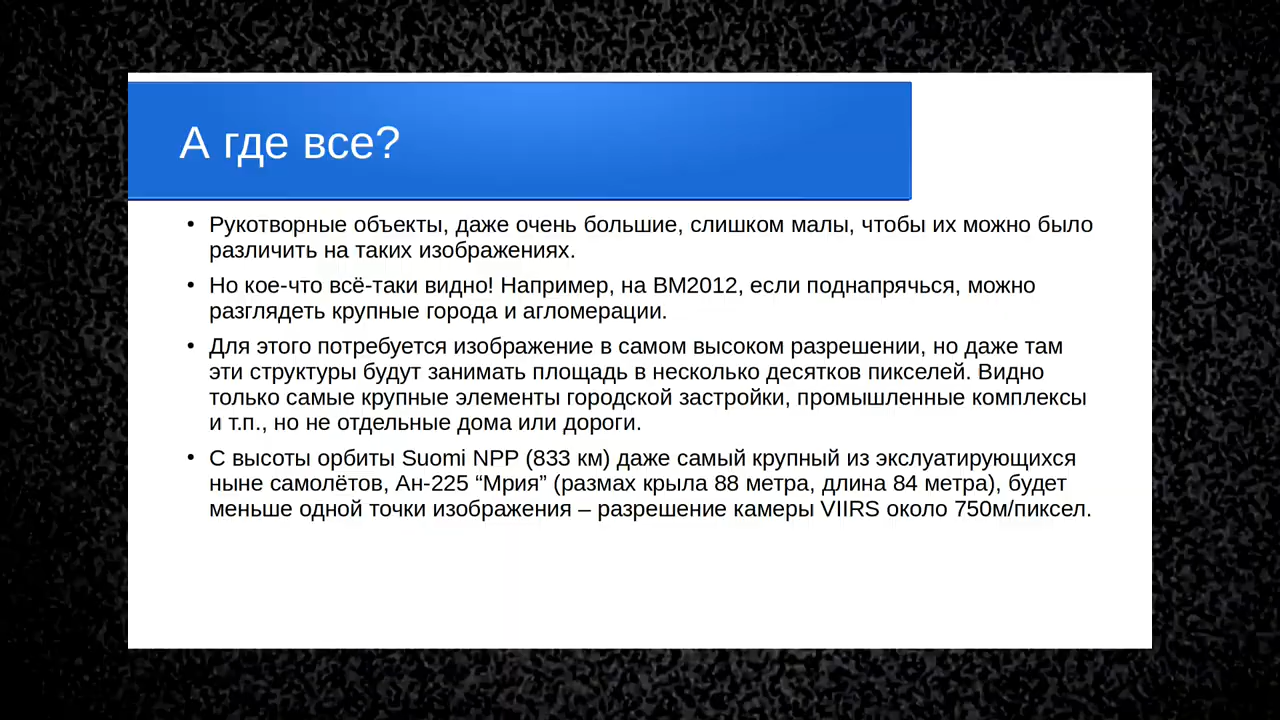 А где все?
• Рукотворные объекты, даже очень большие, слишком малы, чтобы их можно было
различить на таких изображениях.
• Но кое-что всё-таки видно! Например, на BM2012, если поднапрячься, можно
разглядеть крупные города и агломерации.
• Для этого потребуется изображение в самом высоком разрешении, но даже там
эти структуры будут занимать площадь в несколько десятков пикселей. Видно
только самые крупные элементы городской застройки, промышленные комплексы
и т.п., но не отдельные дома или дороги.
• С высоты орбиты Suomi NPP (833 км) даже самый крупный из экслуатирующихся
ныне самолётов, Ан-225 “Мрия” (размах крыла 88 метра, длина 84 метра), будет
меньше одной точки изображения – разрешение камеры VIIRS около 750м/пиксел.